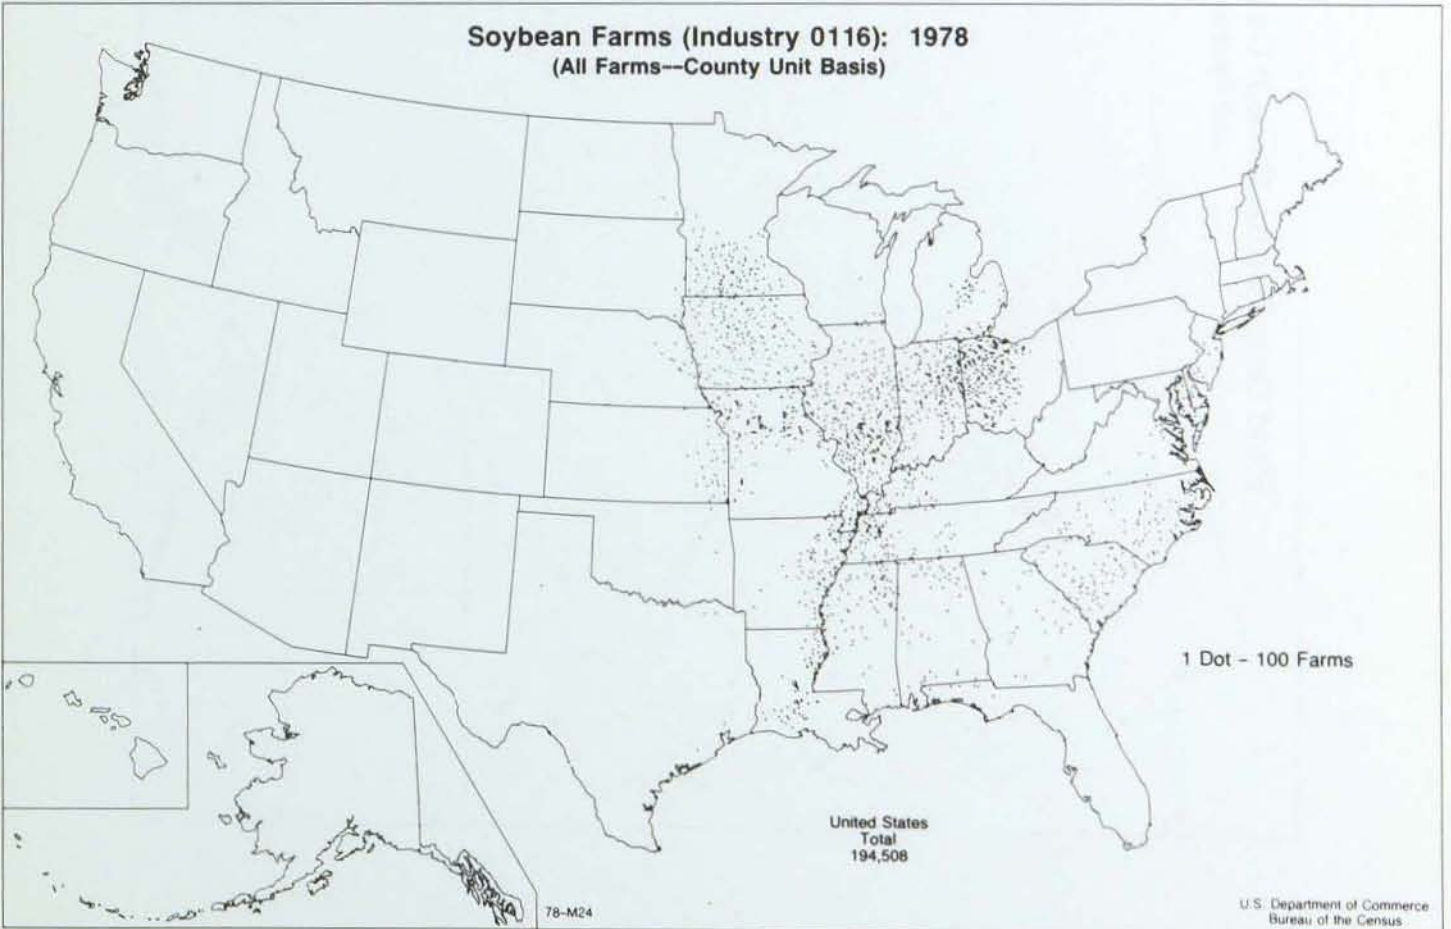 Soybean Farms (Industry 0116): 1978
(All Farms--County Unit Basis)
1 Dot - 100 Farms
United States
Total
194,508
78-M24
U.S. Department of Commerce
Bureau of the Census